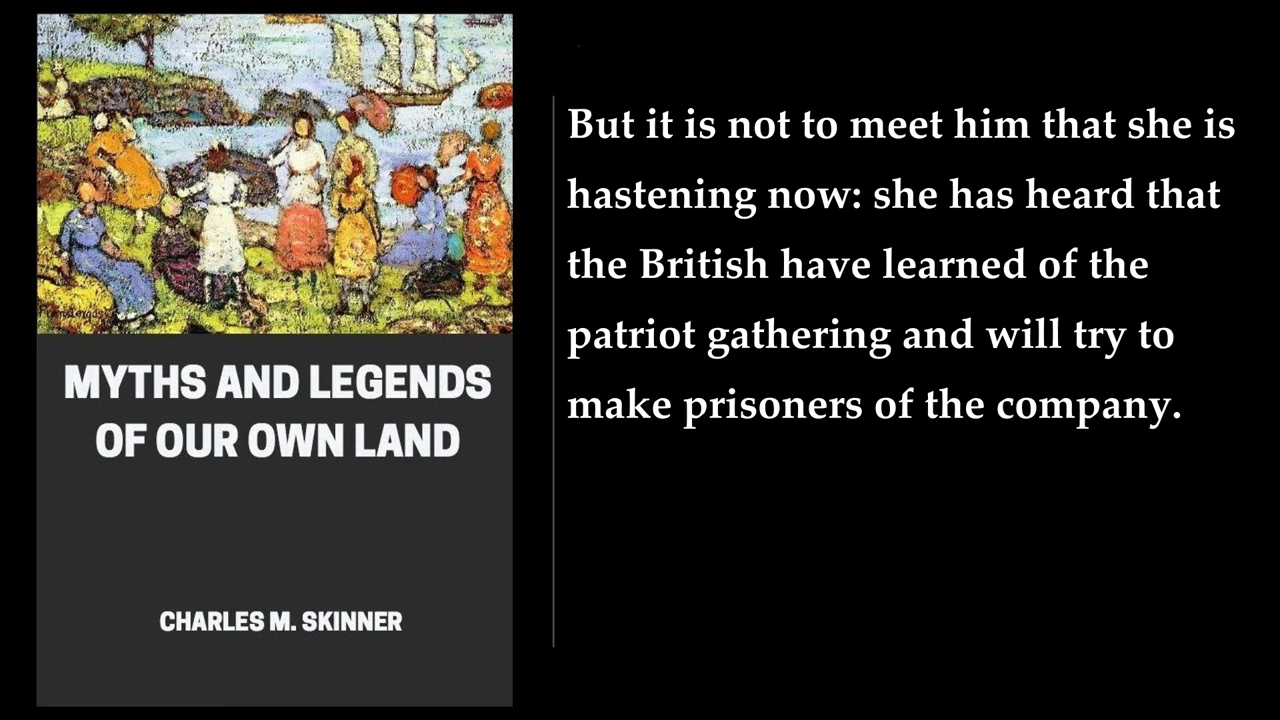 MYTHS AND LEGENDS
OF OUR OWN LAND
CHARLES M. SKINNER
But it is not to meet him that she is
hastening now: she has heard that
the British have learned of the
patriot gathering and will try to
make prisoners of the company.